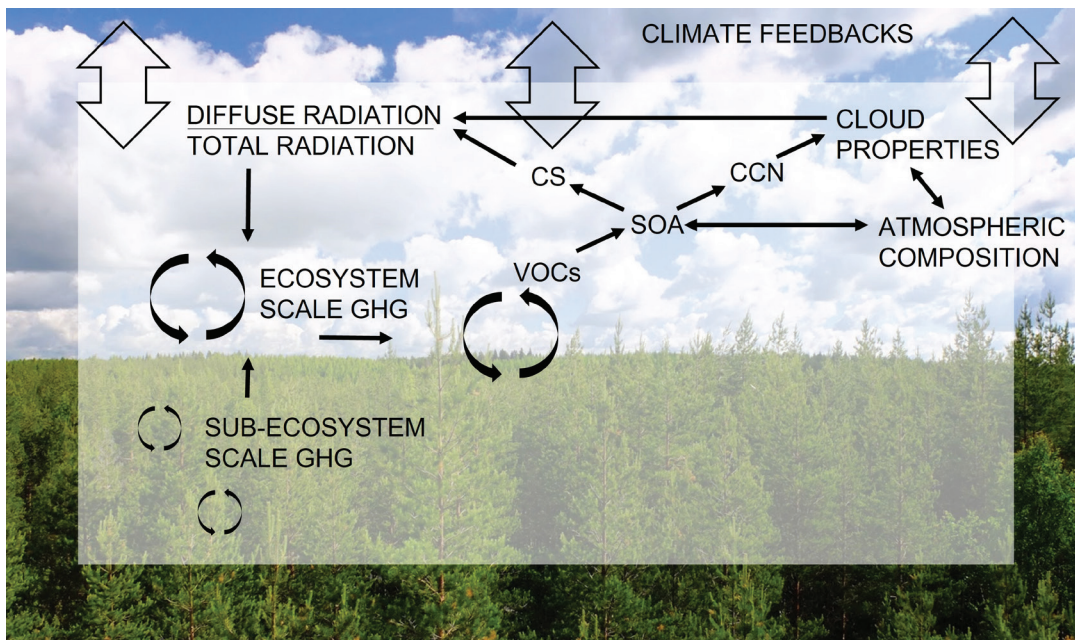 CLIMATE FEEDBACKS
DIFFUSE RADIATION
TOTAL RADIATION
CLOUD
PROPERTIES
CS
CCN
SOA
ATMOSPHERIC
COMPOSITION
VOCs
ECOSYSTEM
SCALE GHG
SUB-ECOSYSTEM
SCALE GHG